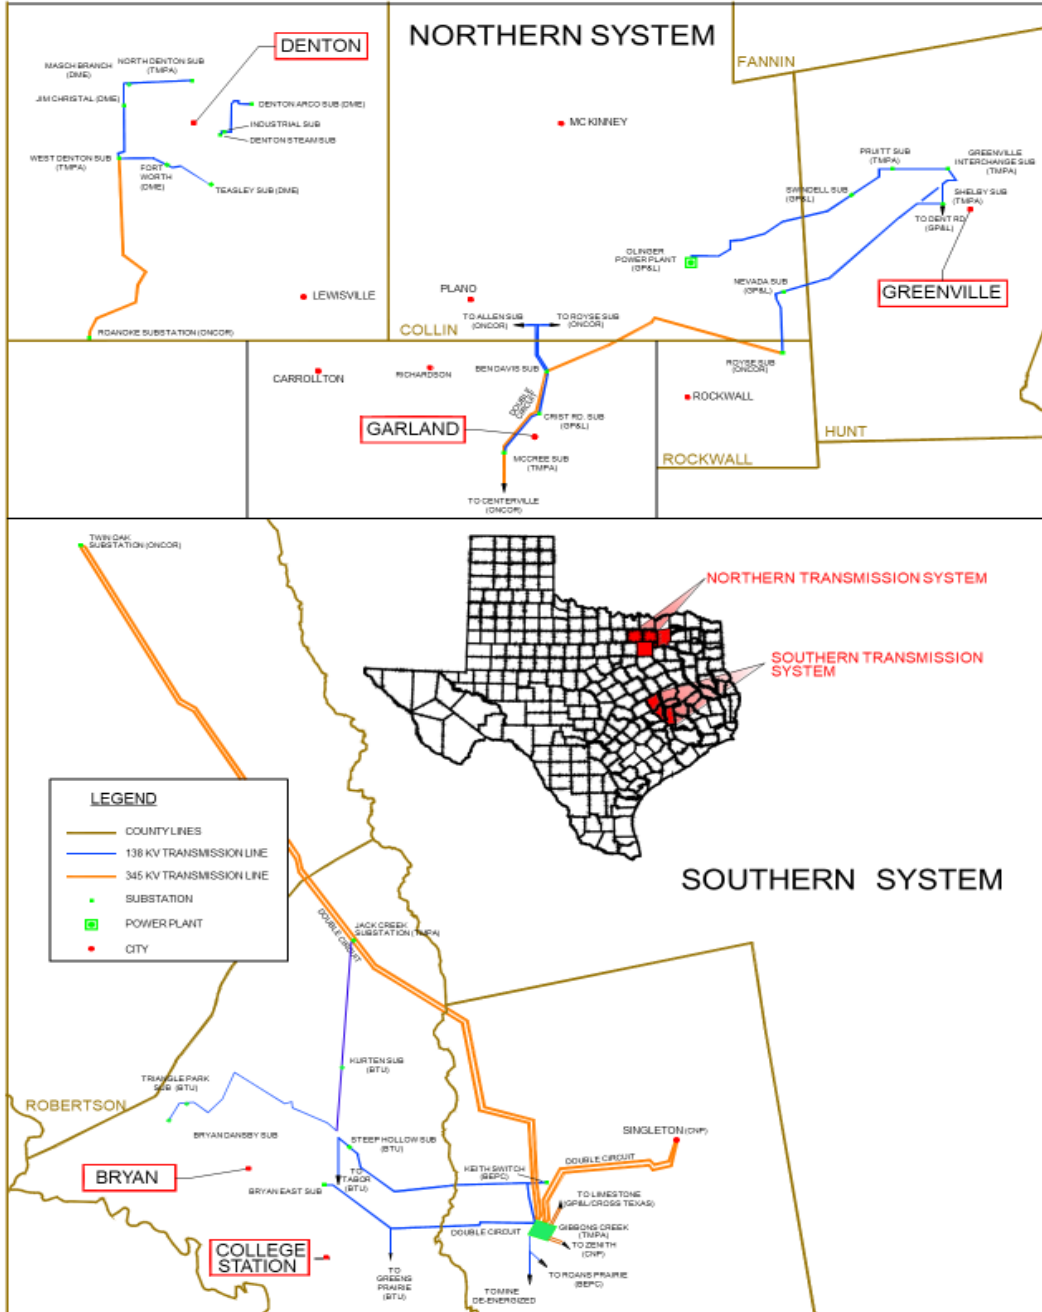 NORTHERN SYSTEM
DENTON
FANNIN
MASCH BRANCH
(DME)
NORTH DENTON SUB
(TMPA)
JIM CHRISTAL (DME)
DENTON ARCO SUB (DME)
INDUSTRIAL SUB
DENTON STEAM SUB
MC KINNEY
WEST DENTON SUB
(TMPA)
FORT
WORTH
(DME)
TEASLEY SUB (DME)
PRUITT SUB
(TMPA)
GREENVILLE
INTERCHANGE SUB
(TMPA)
SWINDELL SUB
(GP&L)
SHELBY SUB
(TMPA)
TO DENT RD.
(GP&L)
OLINGER
POWER PLANT
(GP&L)
NEVADA SUB
(GP&L)
GREENVILLE
LEWISVILLE
PLANO
TO ALLEN SUB
(ONCOR)
TO ROYSE SUB
(ONCOR)
ROANOKE SUBSTATION (ONCOR)
COLLIN
CARROLLTON
RICHARDSON
BEN DAVIS SUB
ROYSE SUB
(ONCOR)
ROCKWALL
DOUBLE
CIRCUIT
CRIST RD. SUB
(GP&L)
GARLAND
HUNT
MCCREE SUB
(TMPA)
ROCKWALL
TO CENTERVILLE
(ONCOR)
TWIN OAK
SUBSTATION (ONCOR)
NORTHERN TRANSMISSION SYSTEM
SOUTHERN TRANSMISSION
SYSTEM
LEGEND
COUNTY LINES
138 KV TRANSMISSION LINE
345 KV TRANSMISSION LINE
SUBSTATION
POWER PLANT
CITY
SOUTHERN SYSTEM
DOUBLE CIRCUIT
JACK CREEK
SUBSTATION (TMPA)
KURTEN SUB
(BTU)
TRIANGLE PARK
SUB (BTU)
ROBERTSON
BRYAN DANSBY SUB
STEEP HOLLOW SUB
(BTU)
SINGLETON (CNP)
DOUBLE CIRCUIT
KEITH SWITCH
(BEPC)
BRYAN
TO
TABOR
(BTU)
BRYAN EAST SUB
TO LIMESTONE
(GP&L/CROSS TEXAS)
DOUBLE CIRCUIT
GIBBONS CREEK
(TMPA)
TO ZENITH
(CNP)
COLLEGE
STATION
TO
GREENS
PRAIRIE
(BTU)
TO ROANS PRAIRIE
(BEPC)
TO MINE
DE-ENERGIZED